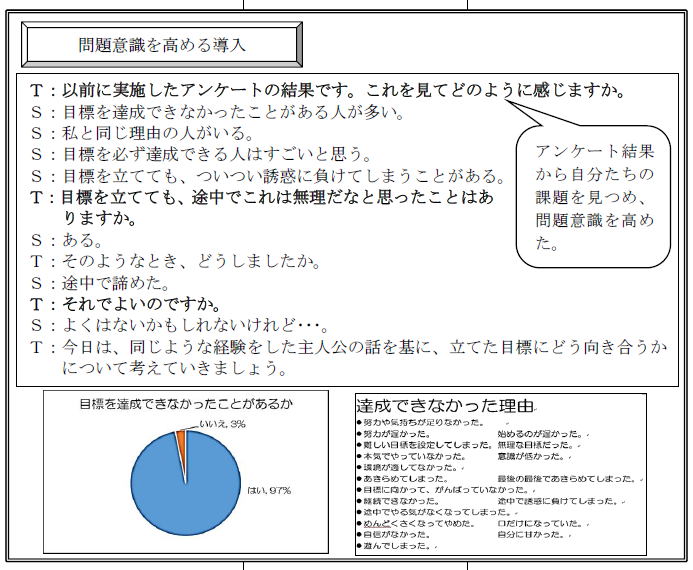 問題意識を高める導入
Ｔ：以前に実施したアンケートの結果です。これを見てどのように感じますか。
Ｓ：目標を達成できなかったことがある人が多い。
Ｓ：私と同じ理由の人がいる。
Ｓ：目標を必ず達成できる人はすごいと思う。
Ｓ：目標を立てても、ついつい誘惑に負けてしまうことがある。
Ｔ：目標を立てても、途中でこれは無理だなと思ったことはあ
りますか。
Ｓ：ある。
Ｔ：そのようなとき、どうしましたか。
Ｓ：途中で諦めた。
Ｔ：それでよいのですか。
Ｓ：よくはないかもしれないけれど･･･。
Ｔ：今日は、同じような経験をした主人公の話を基に、立てた目標にどう向き合うか
について考えていきましょう。
アンケート結果
から自分たちの
課題を見つめ、
問題意識を高め
た。
目標を達成できなかったことがあるか
いいえ, 3%
はい, 97%
達成できなかった理由
●努力や気持ちが足りなかった。
●努力が遅かった。 始めるのが遅かった。
●難しい目標を設定してしまった。無理な目標だった。
●本気でやっていなかった。 意識が低かった。
●環境が適してなかった。
●あきらめてしまった。 最後の最後であきらめてしまった。
●目標に向かって、がんばっていなかった。
●継続できなかった。 途中で誘惑に負けてしまった。
●途中でやる気がなくなってしまった。
●めんどくさくなってやめた。 口だけになっていた。
●自信がなかった。 自分に甘かった。
●遊んでしまった。